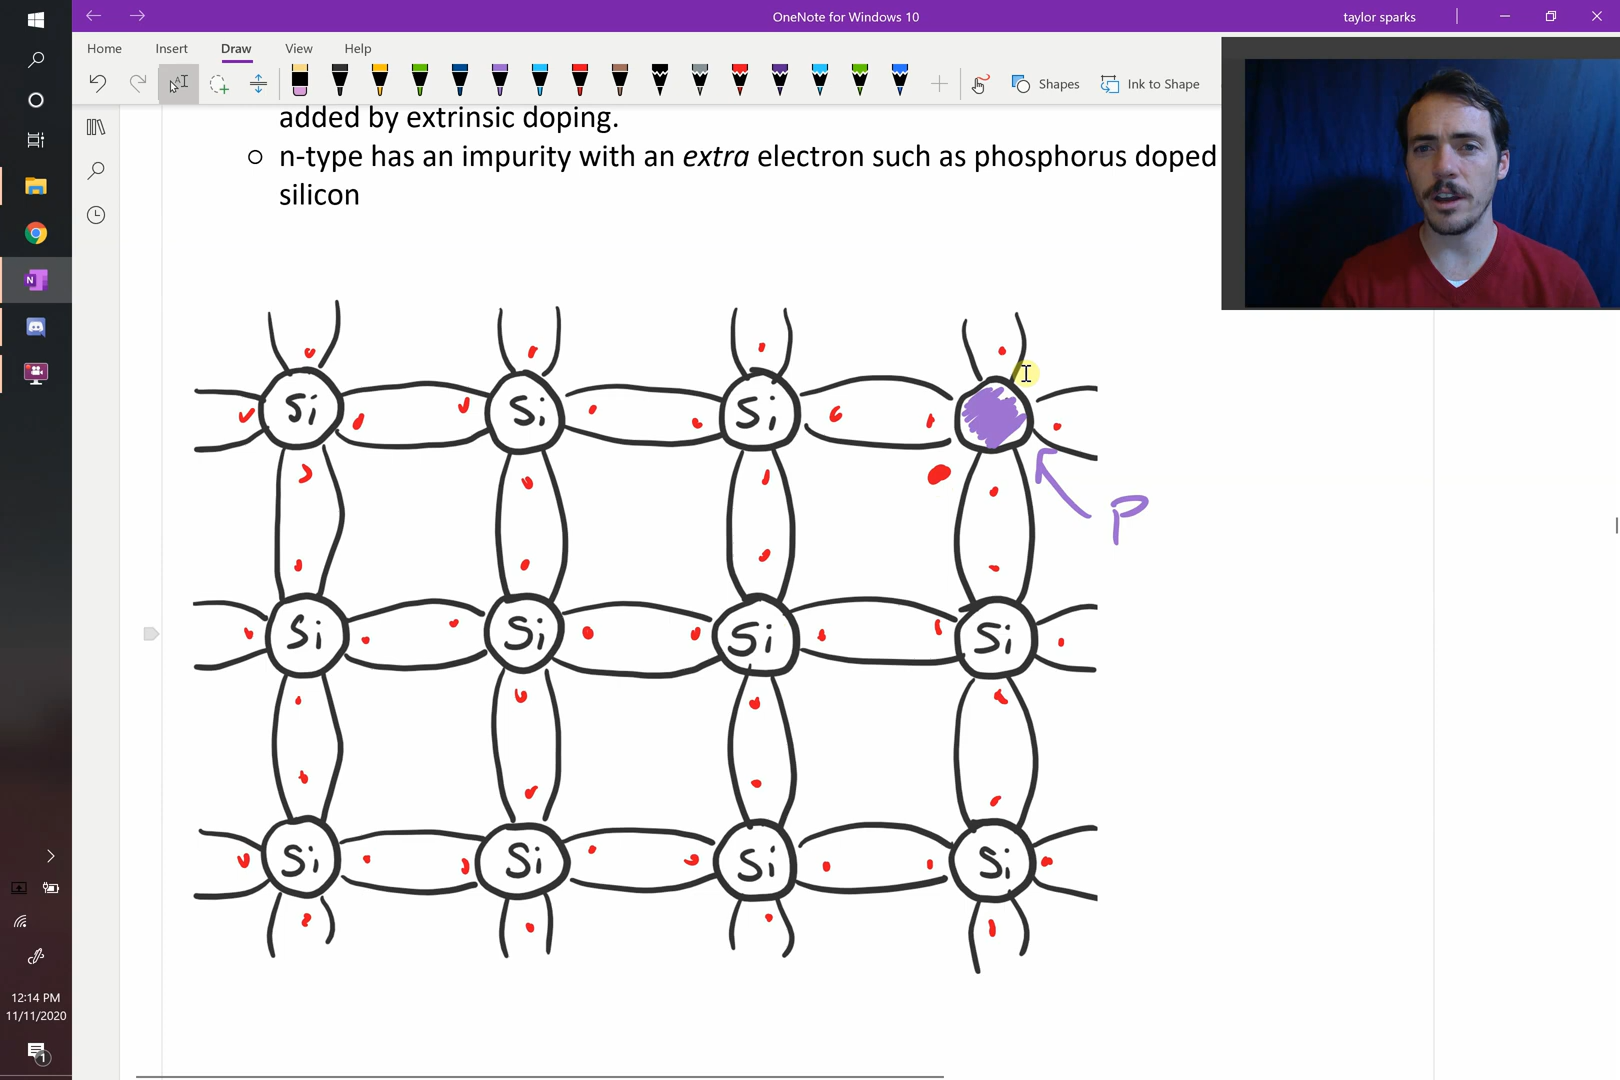 OneNote for Windows 10
taylor sparks
Home Insert Draw View Help
Shapes
Ink to Shape
added by extrinsic doping.
n-type has an impurity with an extra electron such as phosphorus doped
silicon
Si Si Si
P
Si Si Si Si
Si Si Si Si
12:14 PM
11/11/2020
1